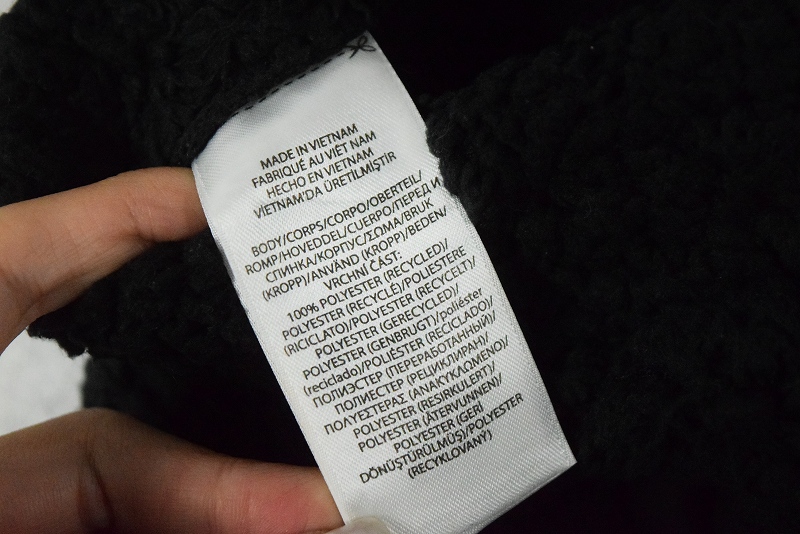 MADE IN VIETNAM
FABRIQUÉ AU VIÊT NAM
HECHO EN VIETNAM
VIETNAM'DA ÜRETİLMİŞTİR
BODY/CORPS/CORPO/OBERTEIL/
ROMP/HOVEDDEL/CUERPO/ПЕРЕД И
СПИНКА/КОРПУС/ΣΩΜΑ/BRUK
(KROPP)/ANVÄND (KROPP)/BEDEN/
VRCHNÍ ČÁST:
100% POLYESTER (RECYCLED)/
POLYESTER (RECYCLÉ)/POLIESTERE
(RICICLATO)/POLYESTER (RECYCELT)/
POLYESTER (GERECYCLED)/
POLYESTER (GENBRUGT)/poliéster
(reciclado)/POLIÉSTER (RECICLADO)/
ПОЛИЭСТЕР (ПЕРЕРАБОТАННЫЙ)/
ПОЛИЕСТЕР (РЕЦИКЛИРАН)/
ΠΟΛΥΕΣΤΕΡΑΣ (ΑΝΑΚΥΚΛΩΜΕΝΟ)/
POLYESTER (RESIRKULERT)/
POLYESTER (ÅTERVUNNEN)/
POLYESTER (GERİ
DÖNÜŞTÜRÜLMÜŞ)/POLYESTER
(RECYKLOVANÝ)